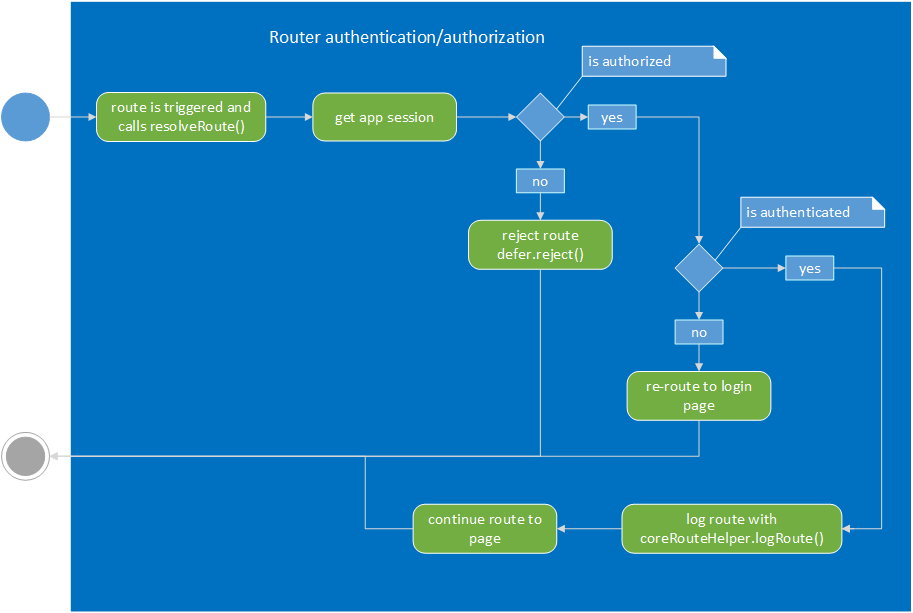 Router authentication/authorization
is authorized
route is triggered and
calls resolveRoute()
get app session
yes
no
is authenticated
reject route
defer.reject()
yes
no
re-route to login
page
continue route to
page
log route with
coreRouteHelper.logRoute()